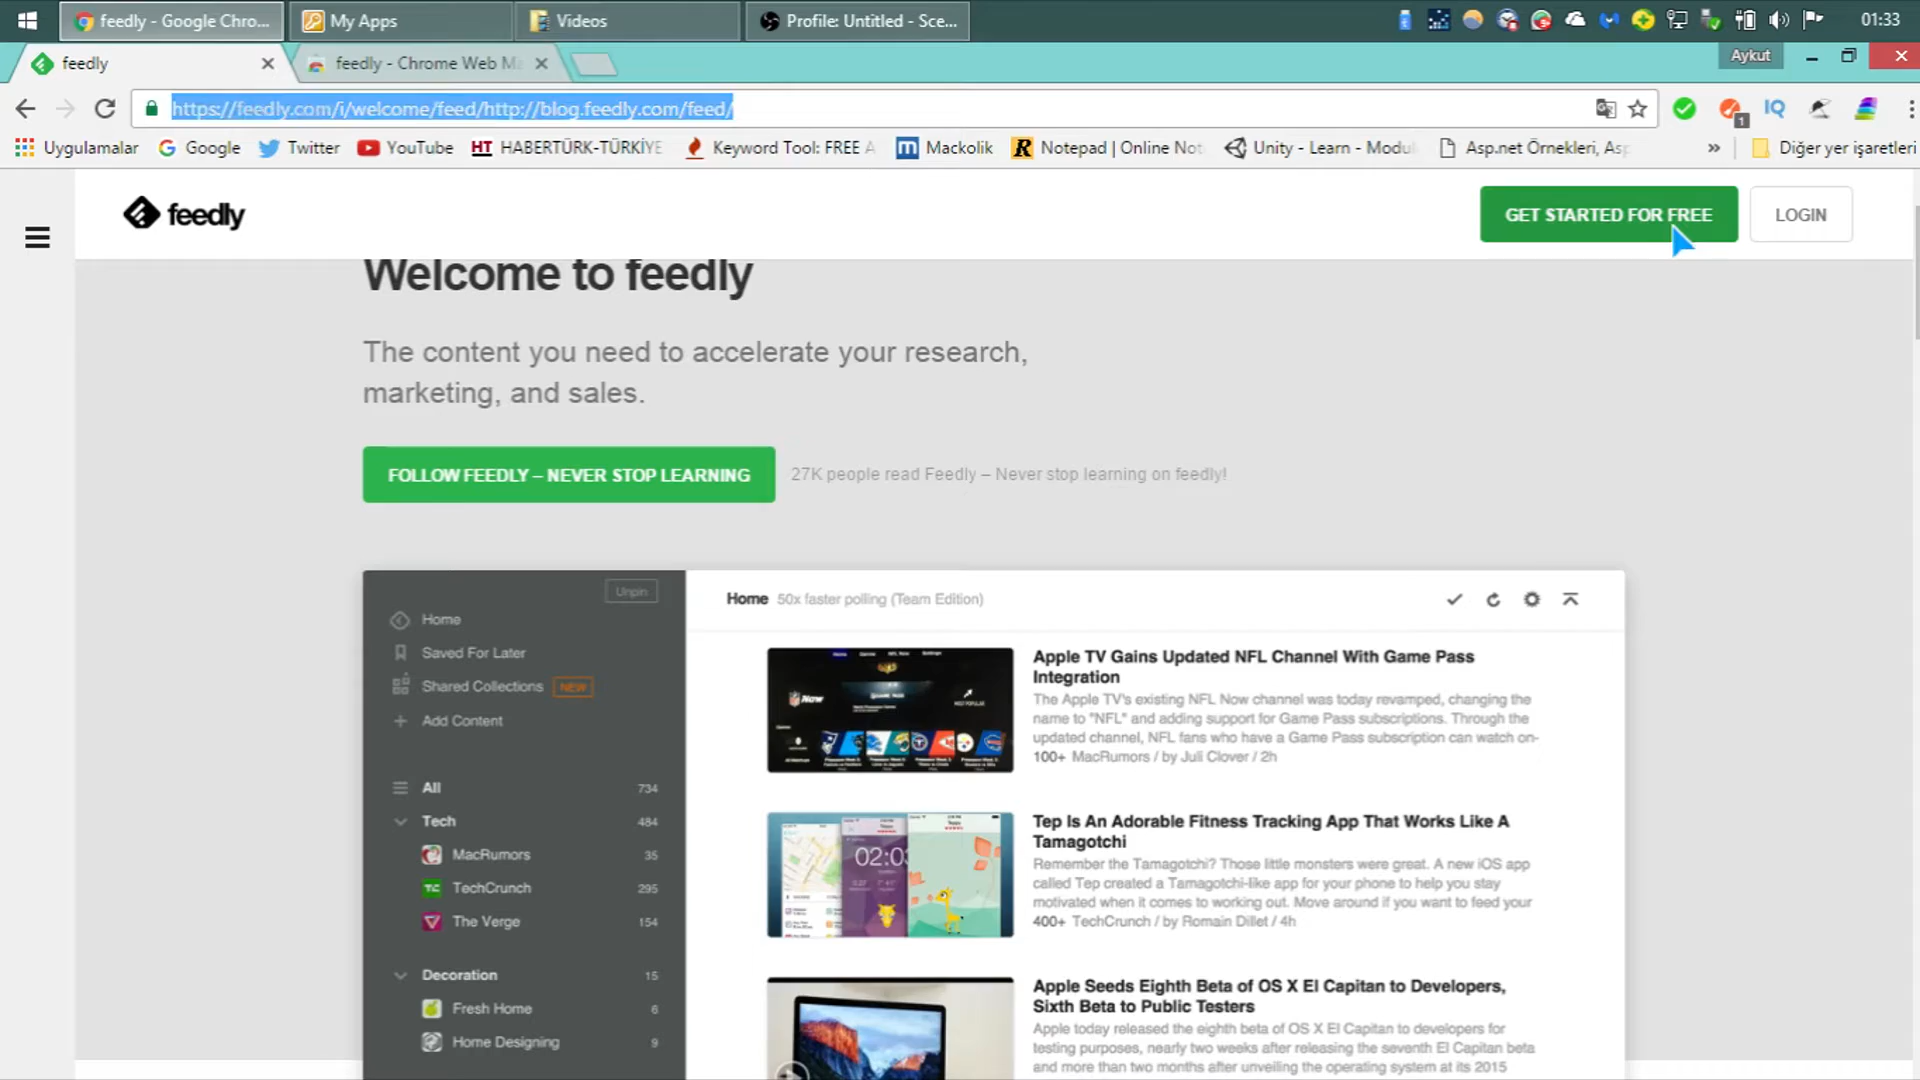 feedly - Google Chro...
My Apps
Videos
Profile: Untitled - Sce...
01:33
feedly
feedly - Chrome Web Ma
Aykut
https://feedly.com/i/welcome/feed/http://blog.feedly.com/feed/
1
IQ
Uygulamalar
Google
Twitter
YouTube
HT HABERTÜRK-TÜRKİYE
Keyword Tool: FREE A
m Mackolik
R Notepad | Online Not
Unity - Learn - Modul
Asp.net Örnekleri, Asp
»
Diğer yer işaretleri
feedly
GET STARTED FOR FREE
LOGIN
Welcome to feedly
The content you need to accelerate your research,
marketing, and sales.
FOLLOW FEEDLY – NEVER STOP LEARNING
27K people read Feedly – Never stop learning on feedly!
Unpin
Home
Saved For Later
Shared Collections NEW
Add Content
All 734
Tech 484
MacRumors 35
TechCrunch 295
The Verge 154
Decoration 15
Fresh Home 6
Home Designing 9
Home 50x faster polling (Team Edition)
Apple TV Gains Updated NFL Channel With Game Pass
Integration
The Apple TV's existing NFL Now channel was today revamped, changing the
name to "NFL" and adding support for Game Pass subscriptions. Through the
updated channel, NFL fans who have a Game Pass subscription can watch on-
100+ MacRumors / by Juli Clover / 2h
Tep Is An Adorable Fitness Tracking App That Works Like A
Tamagotchi
Remember the Tamagotchi? Those little monsters were great. A new iOS app
called Tep created a Tamagotchi-like app for your phone to help you stay
motivated when it comes to working out. Move around if you want to feed your
400+ TechCrunch / by Romain Dillet / 4h
Apple Seeds Eighth Beta of OS X El Capitan to Developers,
Sixth Beta to Public Testers
Apple today released the eighth beta of OS X El Capitan to developers for
testing purposes, nearly two weeks after releasing the seventh El Capitan beta
and more than two months after unveiling the operating system at its 2015